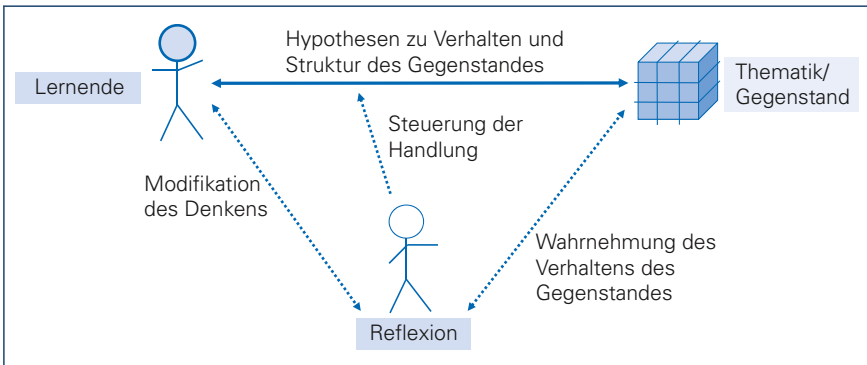 Hypothesen zu Verhalten und
Struktur des Gegenstandes
Lernende
Thematik/
Gegenstand
Steuerung der
Handlung
Modifikation
des Denkens
Wahrnehmung des
Verhaltens des
Gegenstandes
Reflexion